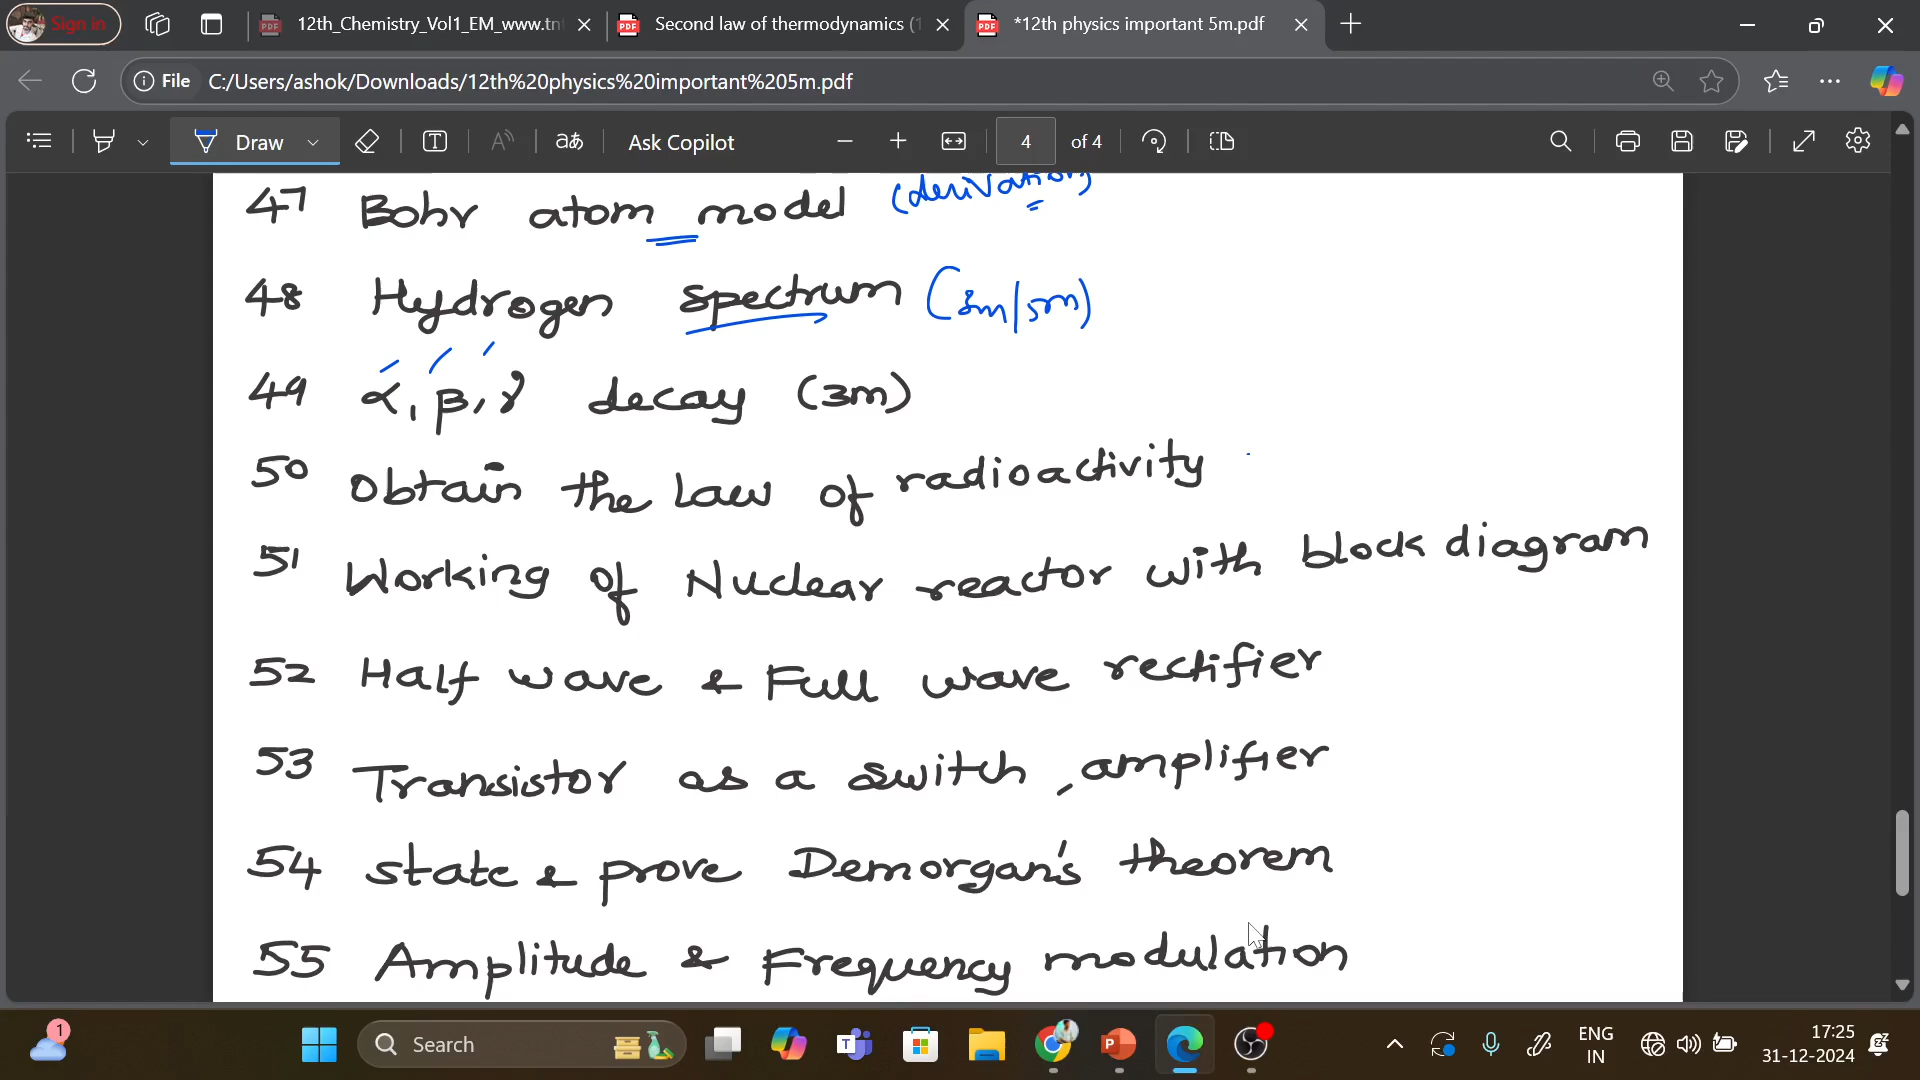 Sign in
12th_Chemistry_Vol1_EM_www.tn
Second law of thermodynamics (1
*12th physics important 5m.pdf
File C:/Users/ashok/Downloads/12th%20physics%20important%205m.pdf
Draw
Ask Copilot
4 of 4
47 Bohr atom model (derivation)
48 Hydrogen spectrum (3m/5m)
49 α, β, γ decay (3m)
50 Obtain the law of radioactivity
51 Working of Nuclear reactor with block diagram
52 Half wave & Full wave rectifier
53 Transistor as a switch, amplifier
54 state & prove Demorgan's theorem
55 Amplitude & Frequency modulation
1
Search
ENG
IN
17:25
31-12-2024